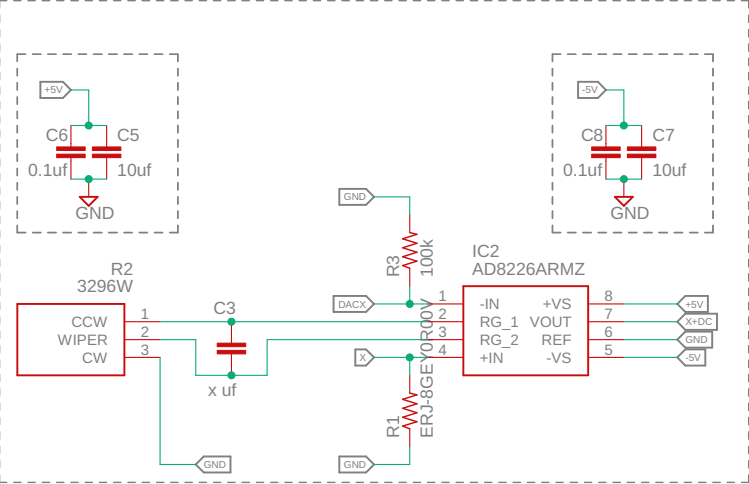 +5V
C6
C5
0.1uf
10uf
GND
-5V
C8
C7
0.1uf
10uf
GND
GND
R3
100k
IC2
AD8226ARMZ
R2
3296W
DACX
1
-IN
+VS
8
+5V
CCW
1
C3
2
RG_1
VOUT
7
X+DC
WIPER
2
3
RG_2
REF
6
GND
CW
3
X
4
+IN
-VS
5
-5V
x uf
R1
ERJ-8GEY0R00V
GND
GND